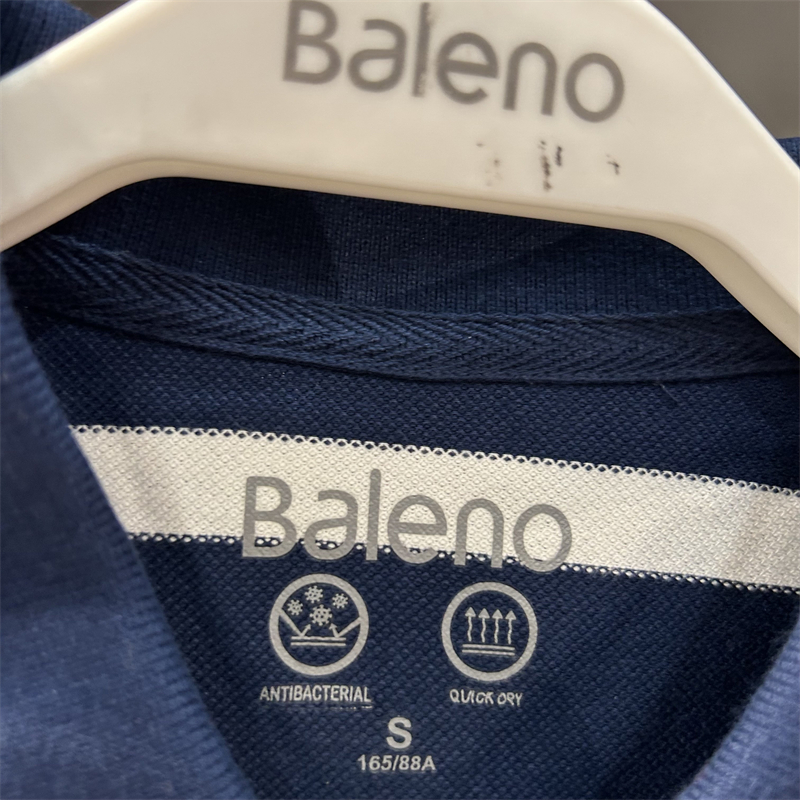 Baleno
Baleno
ANTIBACTERIAL
QUICK DRY
S
165/88A